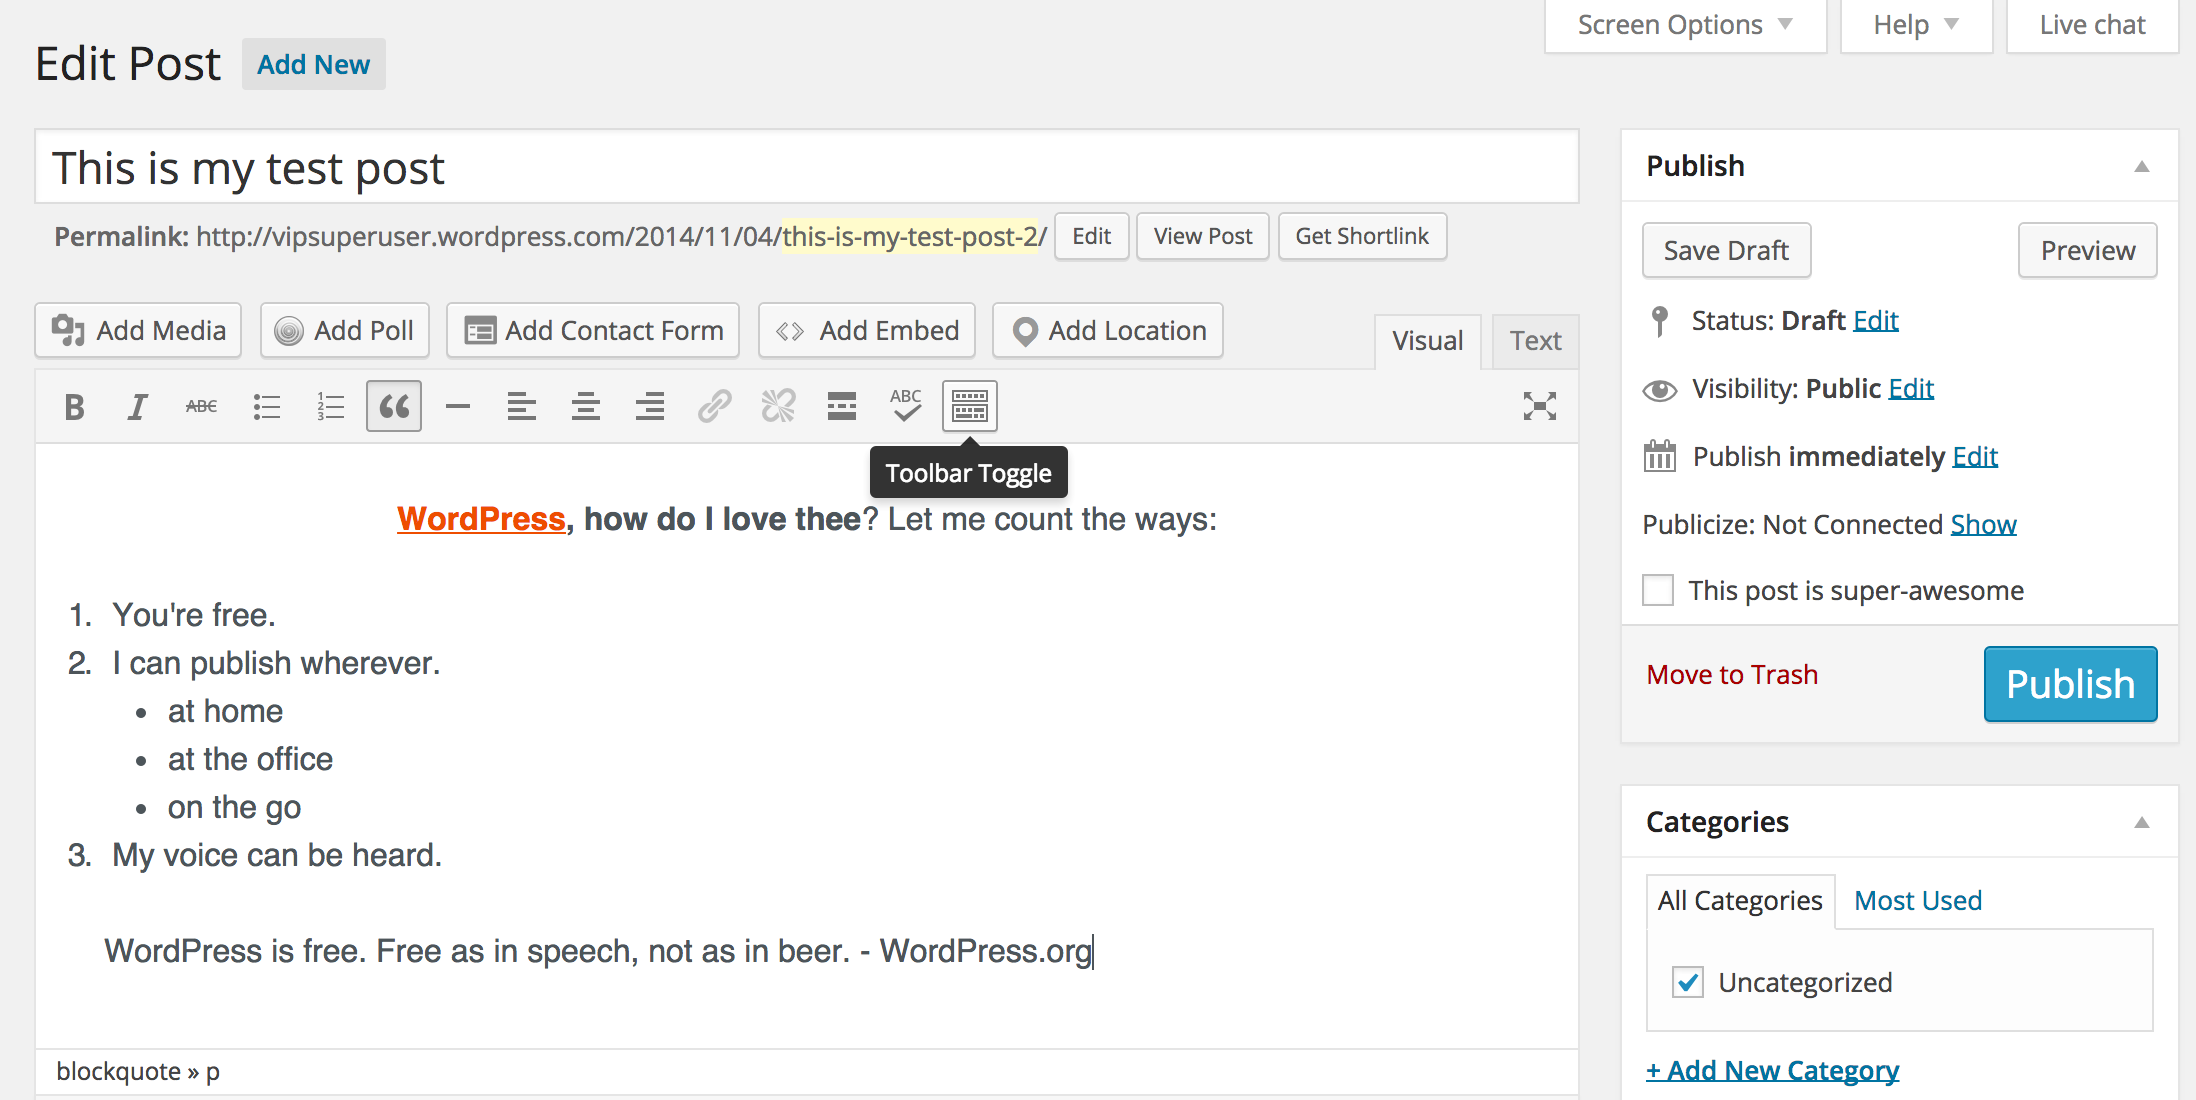 Screen Options Help Live chat
Edit Post Add New
This is my test post
Permalink: http://vipsuperuser.wordpress.com/2014/11/04/this-is-my-test-post-2/ Edit View Post Get Shortlink
Add Media Add Poll Add Contact Form Add Embed Add Location Visual Text
B I ABC 1 2 3 “ ABC
Toolbar Toggle
WordPress, how do I love thee? Let me count the ways:
1. You're free.
2. I can publish wherever.
• at home
• at the office
• on the go
3. My voice can be heard.
WordPress is free. Free as in speech, not as in beer. - WordPress.org
blockquote » p
Publish
Save Draft Preview
Status: Draft Edit
Visibility: Public Edit
Publish immediately Edit
Publicize: Not Connected Show
This post is super-awesome
Move to Trash Publish
Categories
All Categories Most Used
Uncategorized
+ Add New Category